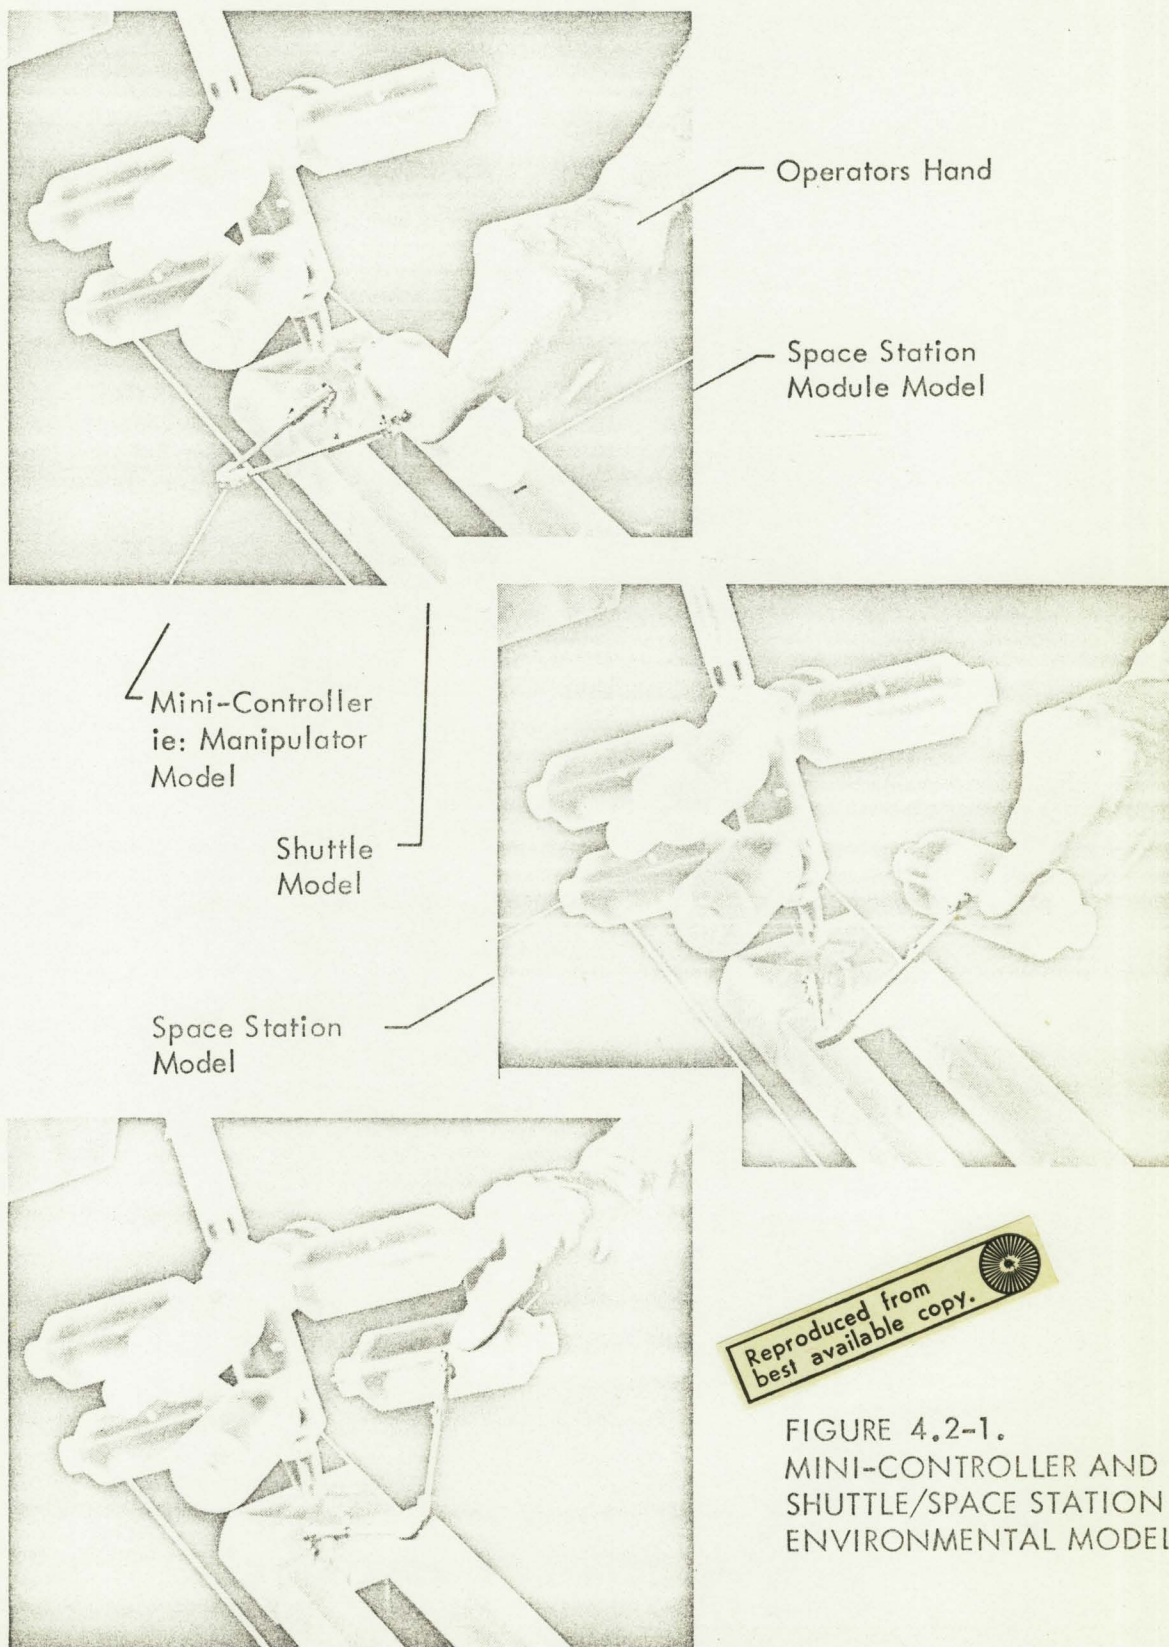 Operators Hand
Space Station
Module Model
Mini-Controller
ie: Manipulator
Model
Shuttle
Model
Space Station
Model
Reproduced from
best available copy.
FIGURE 4.2-1.
MINI-CONTROLLER AND
SHUTTLE/SPACE STATION
ENVIRONMENTAL MODEL